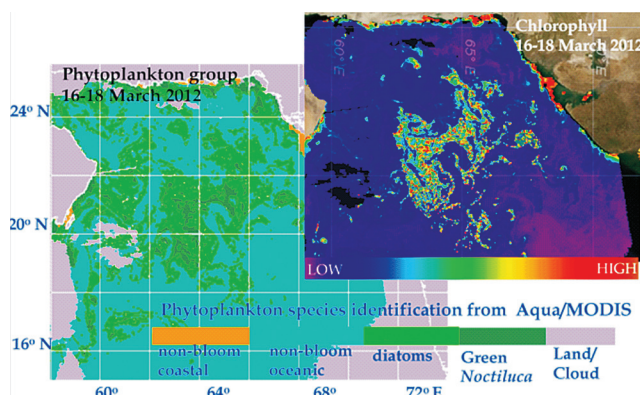 Phytoplankton group
16-18 March 2012
Chlorophyll
16-18 March 2012
60° E
65° E
24°
20° N
16° N
LOW
HIGH
Phytoplankton species identification from Aqua/MODIS
non-bloom
coastal
non-bloom
oceanic
diatoms
Green
Noctiluca
Land/
Cloud
60°
64°
68°
72° E